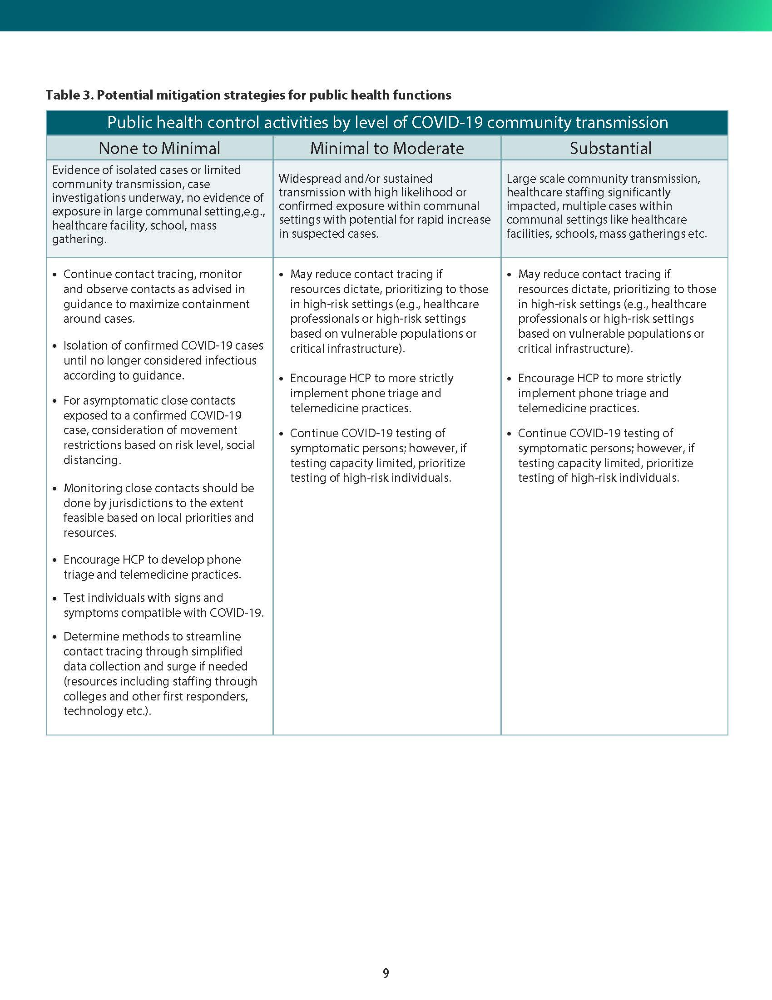 Table 3. Potential mitigation strategies for public health functions
Public health control activities by level of COVID-19 community transmission
None to Minimal
Evidence of isolated cases or limited
community transmission, case
investigations underway, no evidence of
exposure in large communal setting,e.g.,
healthcare facility, school, mass
gathering.
• Continue contact tracing, monitor
and observe contacts as advised in
guidance to maximize containment
around cases.
• Isolation of confirmed COVID-19 cases
until no longer considered infectious
according to guidance.
• For asymptomatic close contacts
exposed to a confirmed COVID-19
case, consideration of movement
restrictions based on risk level, social
distancing.
• Monitoring close contacts should be
done by jurisdictions to the extent
feasible based on local priorities and
resources.
• Encourage HCP to develop phone
triage and telemedicine practices.
• Test individuals with signs and
symptoms compatible with COVID-19.
• Determine methods to streamline
contact tracing through simplified
data collection and surge if needed
(resources including staffing through
colleges and other first responders,
technology etc.).
Minimal to Moderate
Widespread and/or sustained
transmission with high likelihood or
confirmed exposure within communal
settings with potential for rapid increase
in suspected cases.
• May reduce contact tracing if
resources dictate, prioritizing to those
in high-risk settings (e.g., healthcare
professionals or high-risk settings
based on vulnerable populations or
critical infrastructure).
• Encourage HCP to more strictly
implement phone triage and
telemedicine practices.
• Continue COVID-19 testing of
symptomatic persons; however, if
testing capacity limited, prioritize
testing of high-risk individuals.
Substantial
Large scale community transmission,
healthcare staffing significantly
impacted, multiple cases within
communal settings like healthcare
facilities, schools, mass gatherings etc.
• May reduce contact tracing if
resources dictate, prioritizing to those
in high-risk settings (e.g., healthcare
professionals or high-risk settings
based on vulnerable populations or
critical infrastructure).
• Encourage HCP to more strictly
implement phone triage and
telemedicine practices.
• Continue COVID-19 testing of
symptomatic persons; however, if
testing capacity limited, prioritize
testing of high-risk individuals.
9